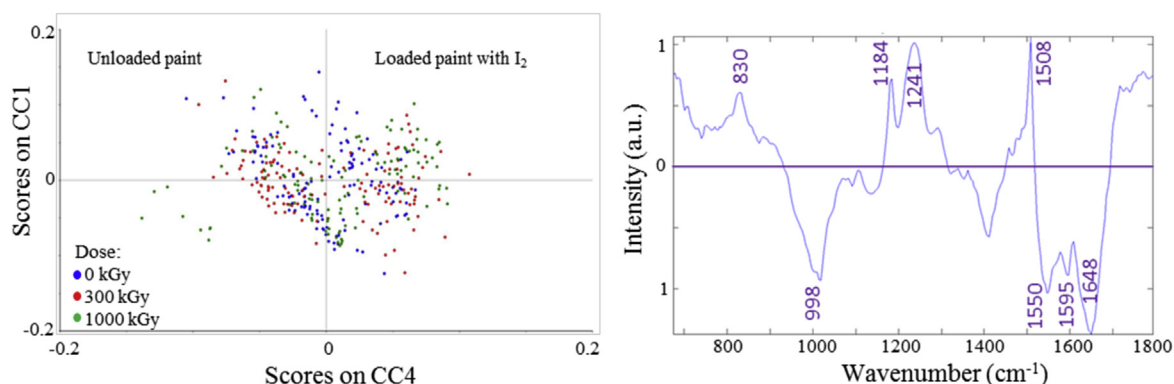 0.2
Unloaded paint
Loaded paint with I₂
Scores on CC1
0
Dose:
0 kGy
300 kGy
1000 kGy
-0.2
-0.2
0
0.2
Scores on CC4
1
830
1184
1241
1508
Intensity (a.u.)
0
1
998
1550
1595
1648
800
1000
1200
1400
1600
1800
Wavenumber (cm⁻¹)